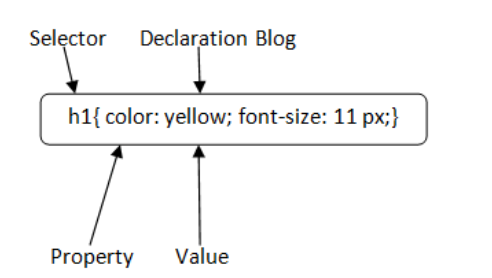 Selector Declaration Blog
h1{ color: yellow; font-size: 11 px;}
Property Value